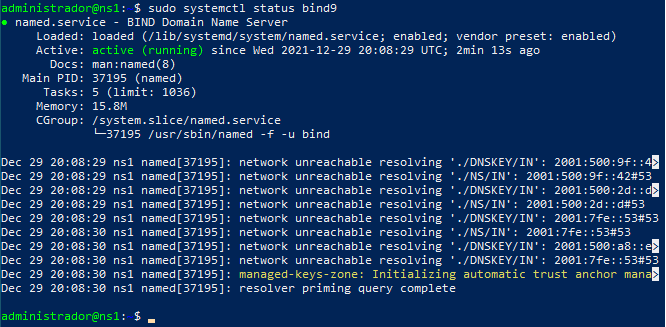 administrador@ns1:~$ sudo systemctl status bind9
● named.service - BIND Domain Name Server
Loaded: loaded (/lib/systemd/system/named.service; enabled; vendor preset: enabled)
Active: active (running) since Wed 2021-12-29 20:08:29 UTC; 2min 13s ago
Docs: man:named(8)
Main PID: 37195 (named)
Tasks: 5 (limit: 1036)
Memory: 15.8M
CGroup: /system.slice/named.service
└─37195 /usr/sbin/named -f -u bind
Dec 29 20:08:29 ns1 named[37195]: network unreachable resolving './DNSKEY/IN': 2001:500:9f::4>
Dec 29 20:08:29 ns1 named[37195]: network unreachable resolving './NS/IN': 2001:500:9f::42#53
Dec 29 20:08:29 ns1 named[37195]: network unreachable resolving './DNSKEY/IN': 2001:500:2d::d>
Dec 29 20:08:29 ns1 named[37195]: network unreachable resolving './NS/IN': 2001:500:2d::d#53
Dec 29 20:08:30 ns1 named[37195]: network unreachable resolving './DNSKEY/IN': 2001:7fe::53#53
Dec 29 20:08:30 ns1 named[37195]: network unreachable resolving './NS/IN': 2001:7fe::53#53
Dec 29 20:08:30 ns1 named[37195]: network unreachable resolving './DNSKEY/IN': 2001:500:a8::e>
Dec 29 20:08:30 ns1 named[37195]: network unreachable resolving './DNSKEY/IN': 2001:7fe::53#53
Dec 29 20:08:30 ns1 named[37195]: managed-keys-zone: Initializing automatic trust anchor mana>
Dec 29 20:08:30 ns1 named[37195]: resolver priming query complete
administrador@ns1:~$